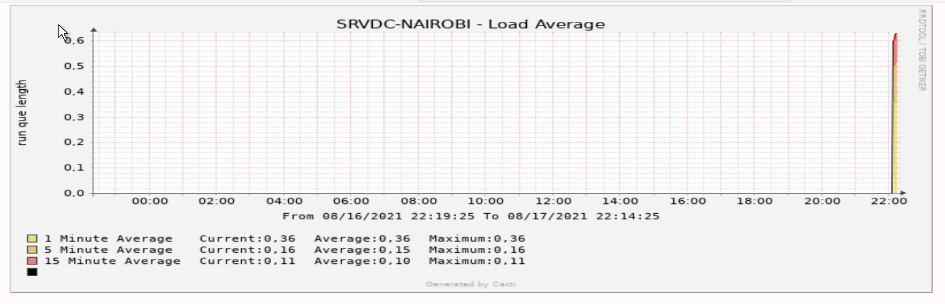 SRVDC-NAIROBI - Load Average
RRDTOOL / TOBI OETIKER
run que length
0,6
0,5
0,4
0,3
0,2
0,1
0,0
00:00 02:00 04:00 06:00 08:00 10:00 12:00 14:00 16:00 18:00 20:00 22:00
From 08/16/2021 22:19:25 To 08/17/2021 22:14:25
1 Minute Average Current:0,36 Average:0,36 Maximum:0,36
5 Minute Average Current:0,16 Average:0,15 Maximum:0,16
15 Minute Average Current:0,11 Average:0,10 Maximum:0,11
Generated by Cacti